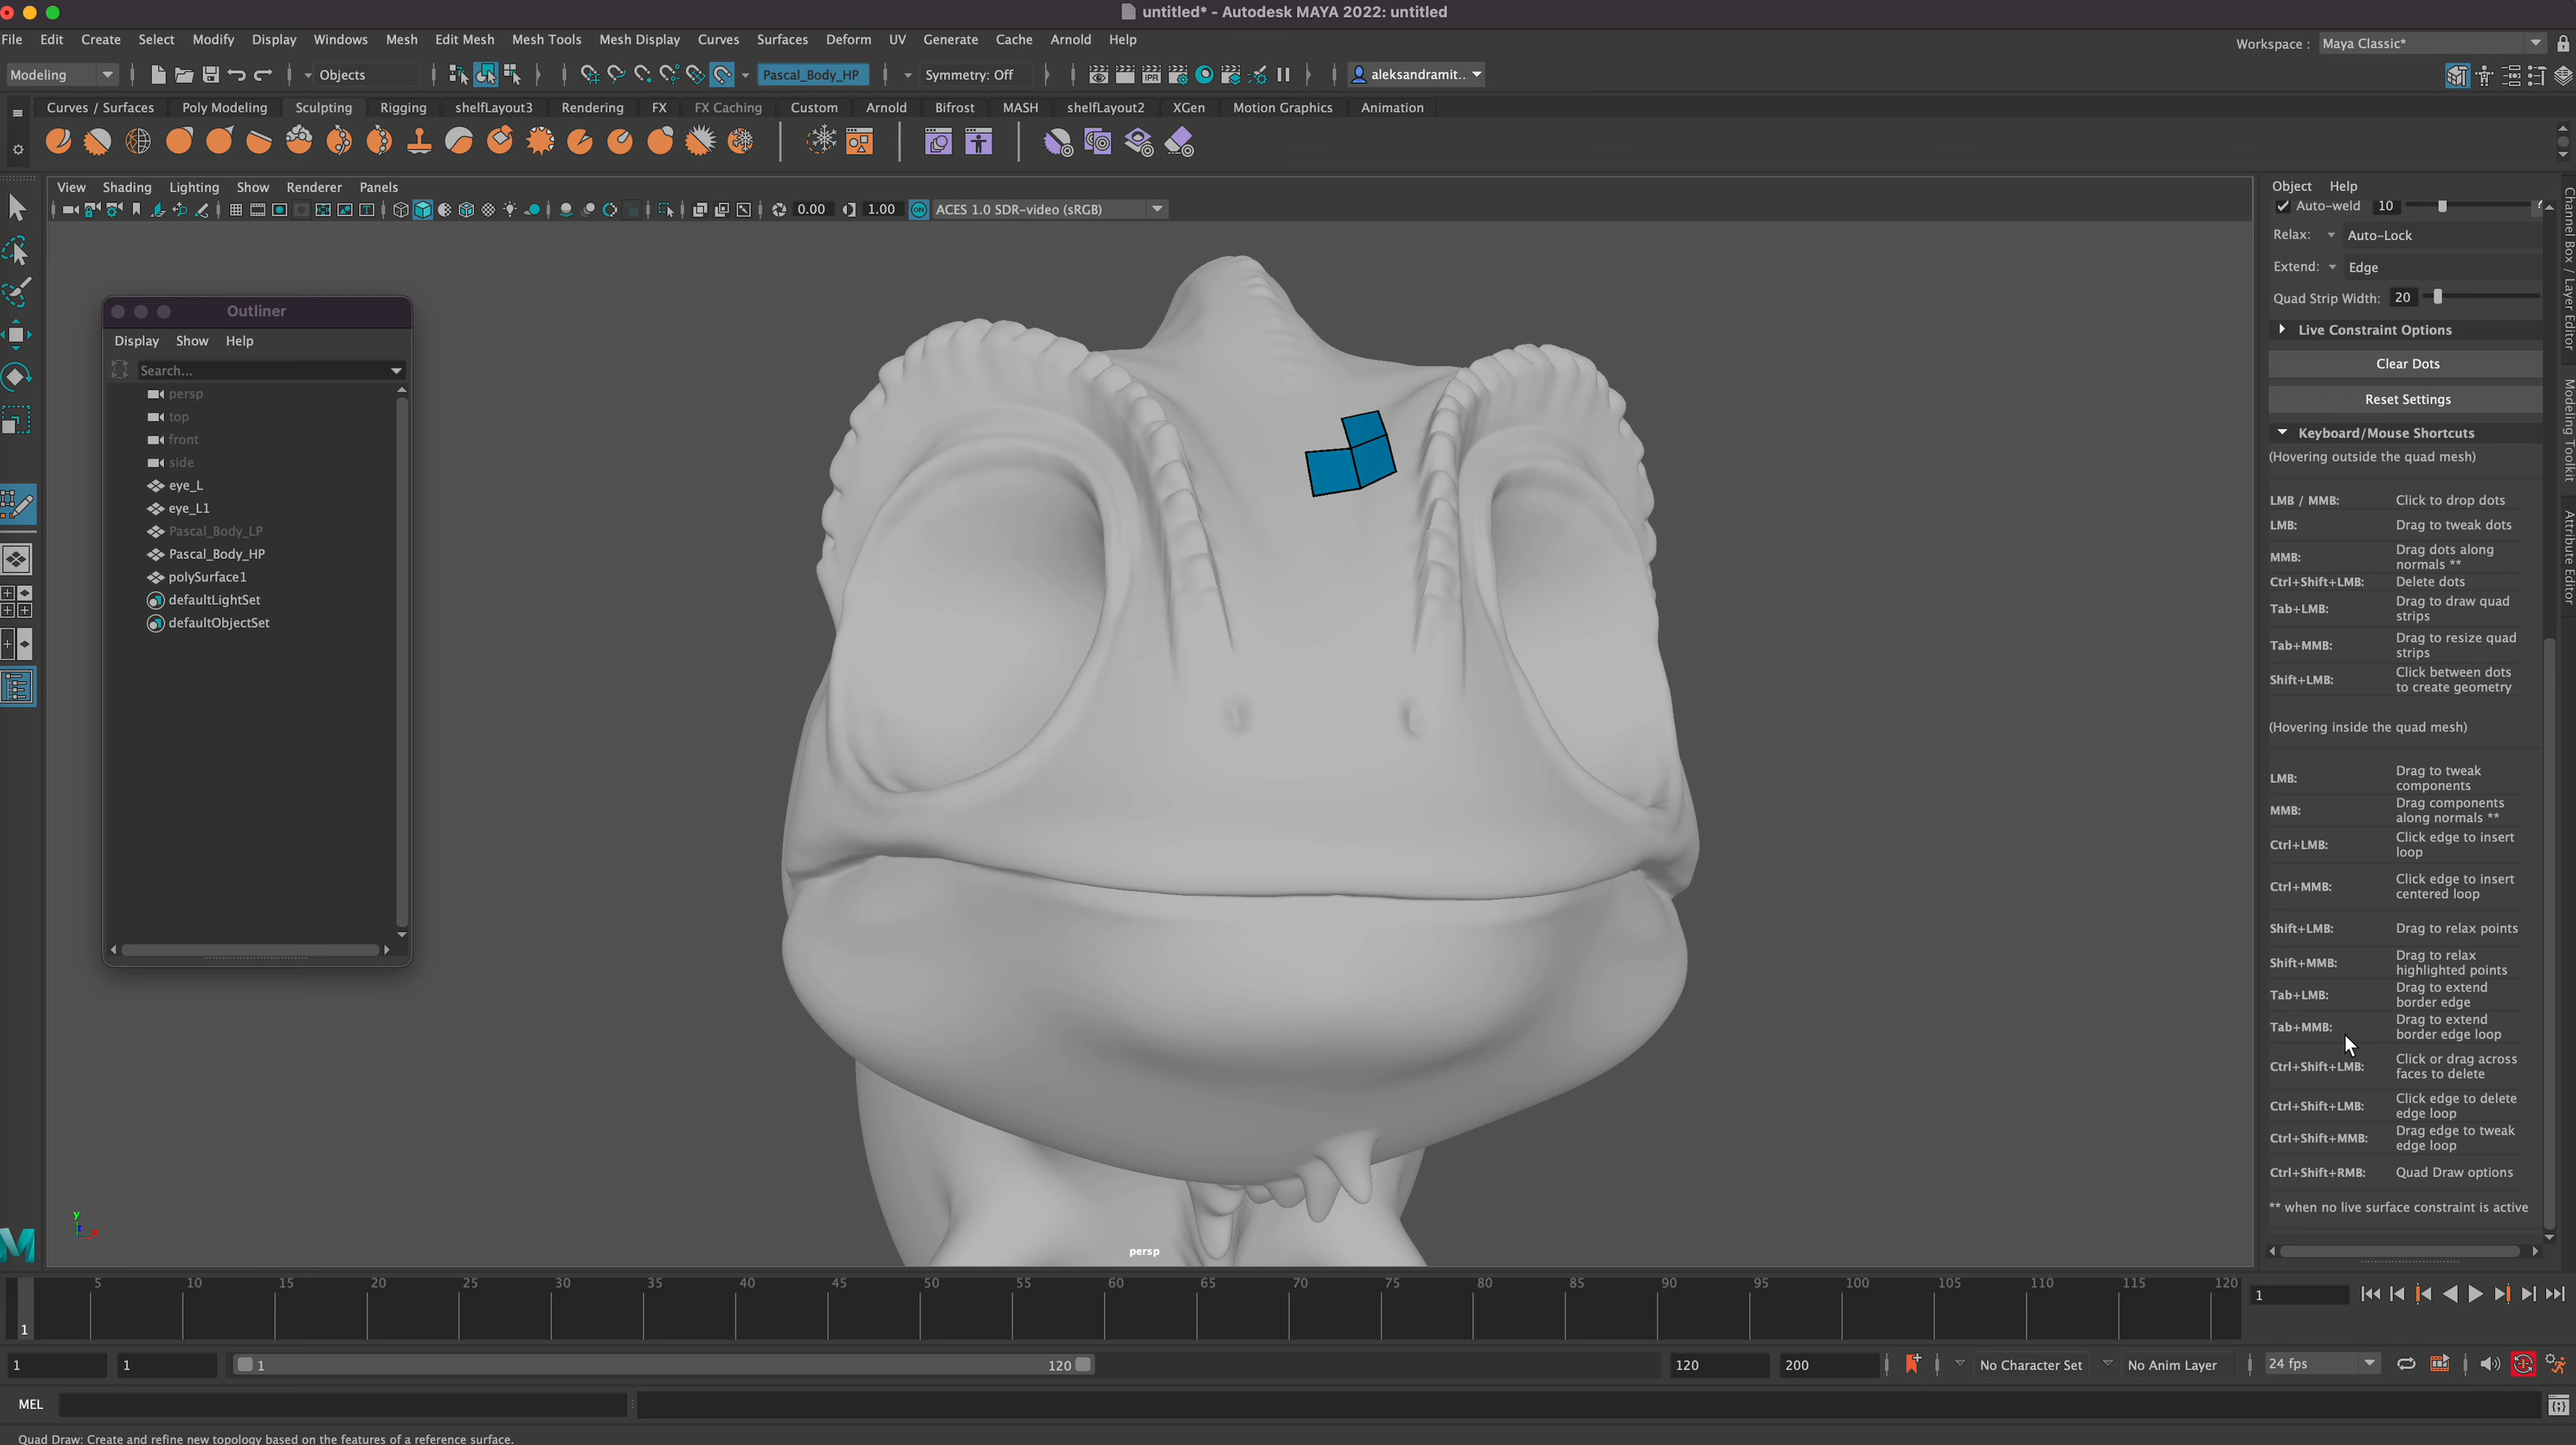 untitled* - Autodesk MAYA 2022: untitled
File Edit Create Select Modify Display Windows Mesh Edit Mesh Mesh Tools Mesh Display Curves Surfaces Deform UV Generate Cache Arnold Help
Workspace : Maya Classic*
Modeling Objects Pascal_Body_HP Symmetry: Off IPR aleksandramit...
Curves / Surfaces Poly Modeling Sculpting Rigging shelfLayout3 Rendering FX FX Caching Custom Arnold Bifrost MASH shelfLayout2 XGen Motion Graphics Animation
View Shading Lighting Show Renderer Panels
0.00 1.00 ON ACES 1.0 SDR-video (sRGB)
Outliner
Display Show Help
Search...
persp
top
front
side
eye_L
eye_L1
Pascal_Body_LP
Pascal_Body_HP
polySurface1
defaultLightSet
defaultObjectSet
y
z
x
persp
Object Help
Auto-weld 10
Relax: Auto-Lock
Extend: Edge
Quad Strip Width: 20
Live Constraint Options
Clear Dots
Reset Settings
Keyboard/Mouse Shortcuts
(Hovering outside the quad mesh)
LMB / MMB: Click to drop dots
LMB: Drag to tweak dots
MMB: Drag dots along
normals **
Ctrl+Shift+LMB: Delete dots
Tab+LMB: Drag to draw quad
strips
Tab+MMB: Drag to resize quad
strips
Shift+LMB: Click between dots
to create geometry
(Hovering inside the quad mesh)
LMB: Drag to tweak
components
MMB: Drag components
along normals **
Ctrl+LMB: Click edge to insert
loop
Ctrl+MMB: Click edge to insert
centered loop
Shift+LMB: Drag to relax points
Shift+MMB: Drag to relax
highlighted points
Tab+LMB: Drag to extend
border edge
Tab+MMB: Drag to extend
border edge loop
Ctrl+Shift+LMB: Click or drag across
faces to delete
Ctrl+Shift+LMB: Click edge to delete
edge loop
Ctrl+Shift+MMB: Drag edge to tweak
edge loop
Ctrl+Shift+RMB: Quad Draw options
** when no live surface constraint is active
Channel Box / Layer Editor
Modeling Toolkit
Attribute Editor
5 10 15 20 25 30 35 40 45 50 55 60 65 70 75 80 85 90 95 100 105 110 115 120
1
1
1 1 1 120 120 200 No Character Set No Anim Layer 24 fps
MEL
Quad Draw: Create and refine new topology based on the features of a reference surface.